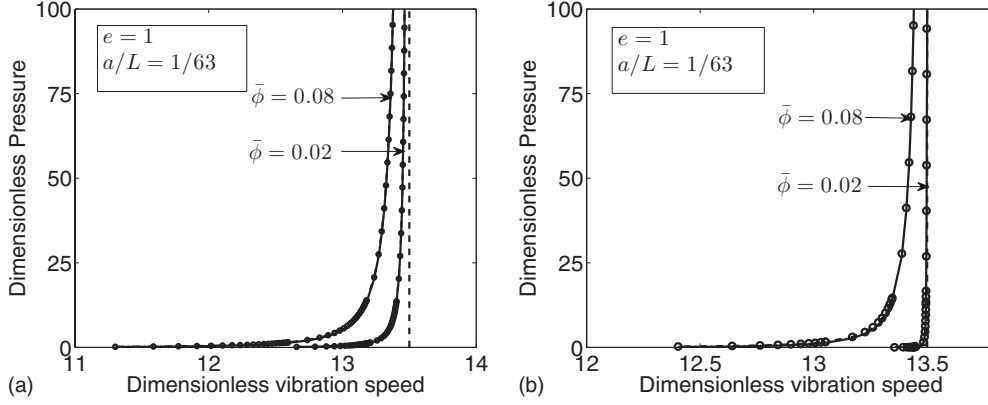 100
75
50
25
0
Dimensionless Pressure
e = 1
a/L = 1/63
ϕ̄ = 0.08
ϕ̄ = 0.02
11 12 13 14
Dimensionless vibration speed
(a)
100
75
50
25
0
Dimensionless Pressure
e = 1
a/L = 1/63
ϕ̄ = 0.08
ϕ̄ = 0.02
12 12.5 13 13.5
Dimensionless vibration speed
(b)